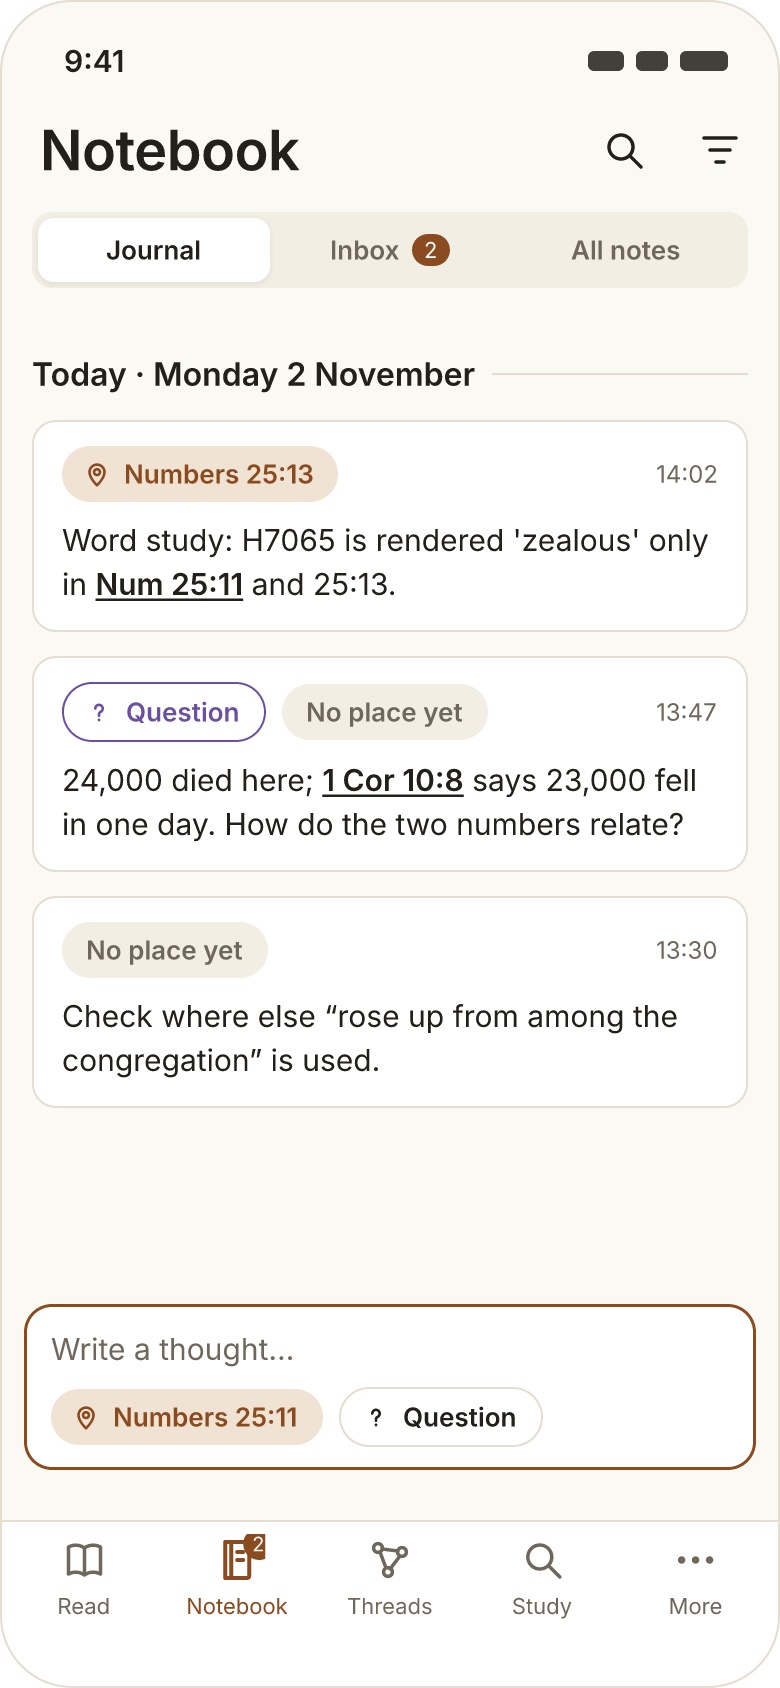 9:41
Notebook
Journal
Inbox 2
All notes
Today · Monday 2 November
Numbers 25:13
14:02
Word study: H7065 is rendered 'zealous' only
in Num 25:11 and 25:13.
? Question
No place yet
13:47
24,000 died here; 1 Cor 10:8 says 23,000 fell
in one day. How do the two numbers relate?
No place yet
13:30
Check where else “rose up from among the
congregation” is used.
Write a thought...
Numbers 25:11
? Question
2
Read
Notebook
Threads
Study
More